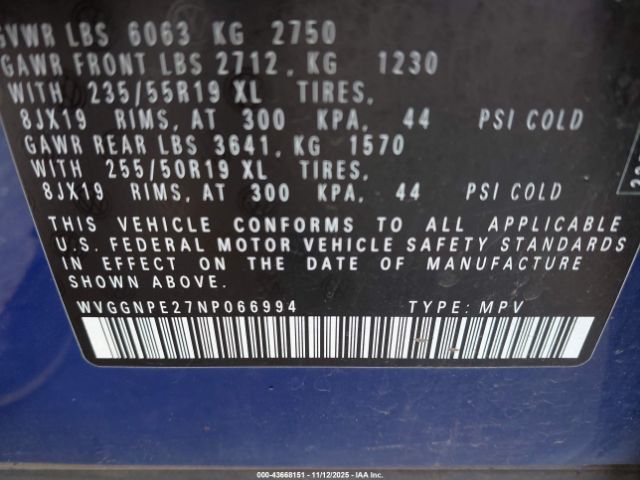 GVWR LBS 6063 KG 2750
GAWR FRONT LBS 2712, KG 1230
WITH 235/55R19 XL TIRES,
8JX19 RIMS, AT 300 KPA, 44 PSI COLD
GAWR REAR LBS 3641, KG 1570
WITH 255/50R19 XL TIRES,
8JX19 RIMS, AT 300 KPA, 44 PSI COLD
THIS VEHICLE CONFORMS TO ALL APPLICABLE
U.S. FEDERAL MOTOR VEHICLE SAFETY STANDARDS
IN EFFECT ON THE DATE OF MANUFACTURE
SHOWN ABOVE.
WVGGNPE27NP066994 TYPE: MPV
000-43668151 - 11/12/2025 - IAA Inc.